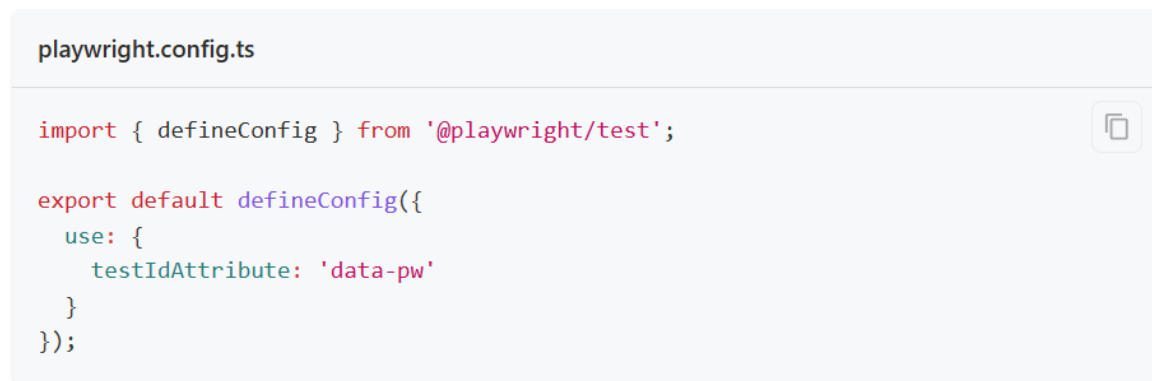 playwright.config.ts
import { defineConfig } from '@playwright/test';
export default defineConfig({
  use: {
    testIdAttribute: 'data-pw'
  }
});